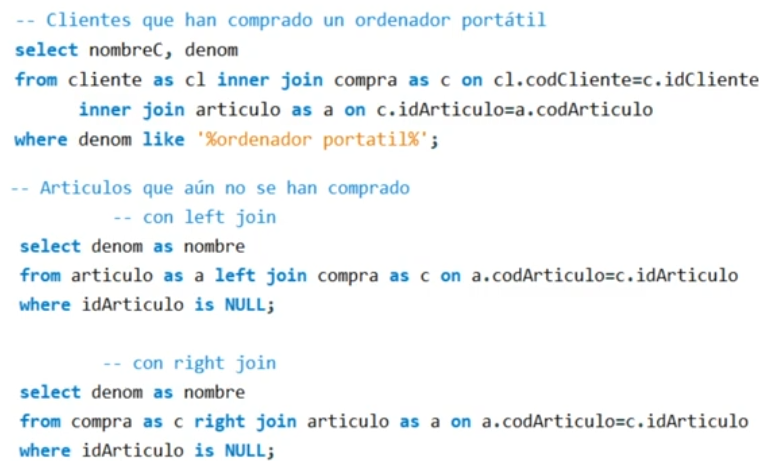 -- Clientes que han comprado un ordenador portátil
select nombreC, denom
from cliente as cl inner join compra as c on cl.codCliente=c.idCliente
inner join articulo as a on c.idArticulo=a.codArticulo
where denom like '%ordenador portatil%';
-- Articulos que aún no se han comprado
-- con left join
select denom as nombre
from articulo as a left join compra as c on a.codArticulo=c.idArticulo
where idArticulo is NULL;
-- con right join
select denom as nombre
from compra as c right join articulo as a on a.codArticulo=c.idArticulo
where idArticulo is NULL;